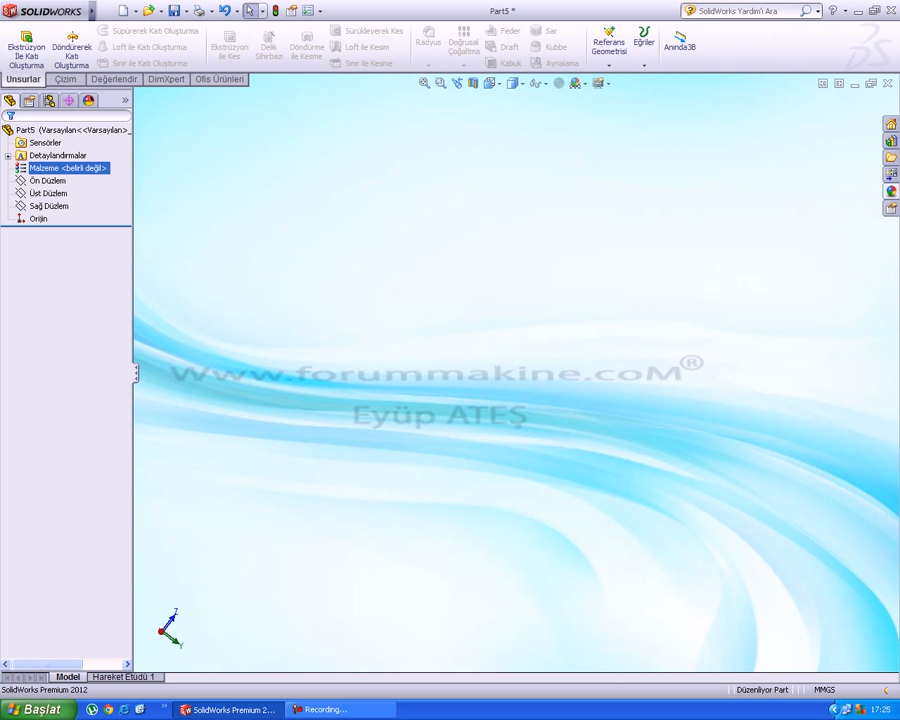 SOLIDWORKS
Part5 *
SolidWorks Yardım'ı Ara
Ekstrüzyon İle Katı Oluşturma
Döndürerek Katı Oluşturma
Süpürerek Katı Oluşturma
Loft ile Katı Oluşturma
Sınır ile Katı Oluşturma
Ekstrüzyon ile Kes
Delik Sihirbazı
Döndürme ile Kes
Sürükleyerek Kes
Loft ile Kesim
Sınır ile Kesme
Radyus
Doğrusal Çoğaltma
Feder
Draft
Kabuk
Sar
Kubbe
Aynalama
Referans Geometrisi
Eğriler
Anında3B
Unsurlar
Çizim
Değerlendir
DimXpert
Ofis Ürünleri
Part5 (Varsayılan<<Varsayılan>_
Sensörler
Detaylandırmalar
Malzeme <belirli değil>
Ön Düzlem
Üst Düzlem
Sağ Düzlem
Orijin
Www.forummakine.coM®
Eyüp ATEŞ
Z
Y
Model
Hareket Etüdü 1
SolidWorks Premium 2012
Düzenliyor Part
MMGS
Başlat
SolidWorks Premium 2...
Recording...
17:25